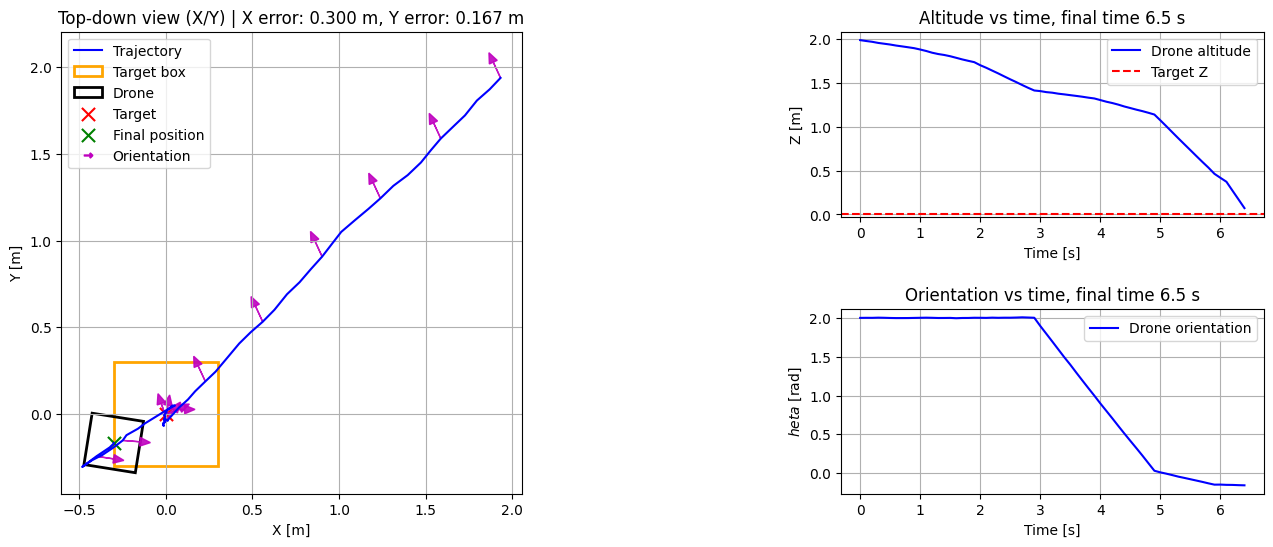 Top-down view (X/Y) | X error: 0.300 m, Y error: 0.167 m
Trajectory
Target box
Drone
Target
Final position
Orientation
2.0
1.5
1.0
0.5
0.0
Y [m]
−0.5
0.0
0.5
1.0
1.5
2.0
X [m]
Altitude vs time, final time 6.5 s
Drone altitude
Target Z
2.0
1.5
1.0
0.5
0.0
Z [m]
0
1
2
3
4
5
6
Time [s]
Orientation vs time, final time 6.5 s
Drone orientation
2.0
1.5
1.0
0.5
0.0
heta [rad]
0
1
2
3
4
5
6
Time [s]